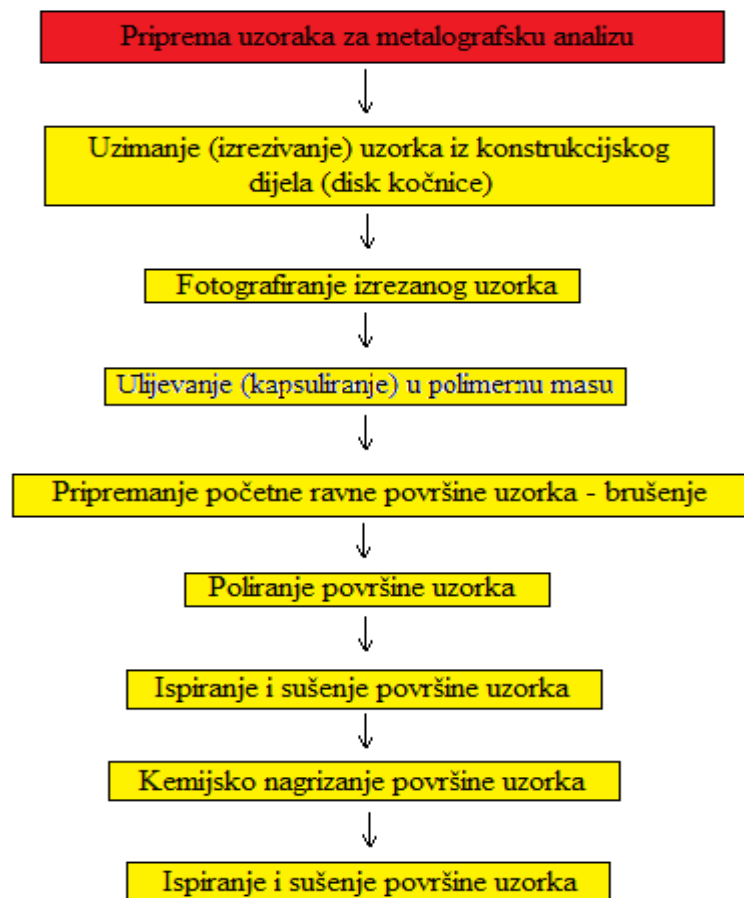 Priprema uzoraka za metalografsku analizu
Uzimanje (izrezivanje) uzorka iz konstrukcijskog
dijela (disk kočnice)
Fotografiranje izrezanog uzorka
Ulijevanje (kapsuliranje) u polimernu masu
Pripremanje početne ravne površine uzorka - brušenje
Poliranje površine uzorka
Ispiranje i sušenje površine uzorka
Kemijsko nagrizanje površine uzorka
Ispiranje i sušenje površine uzorka